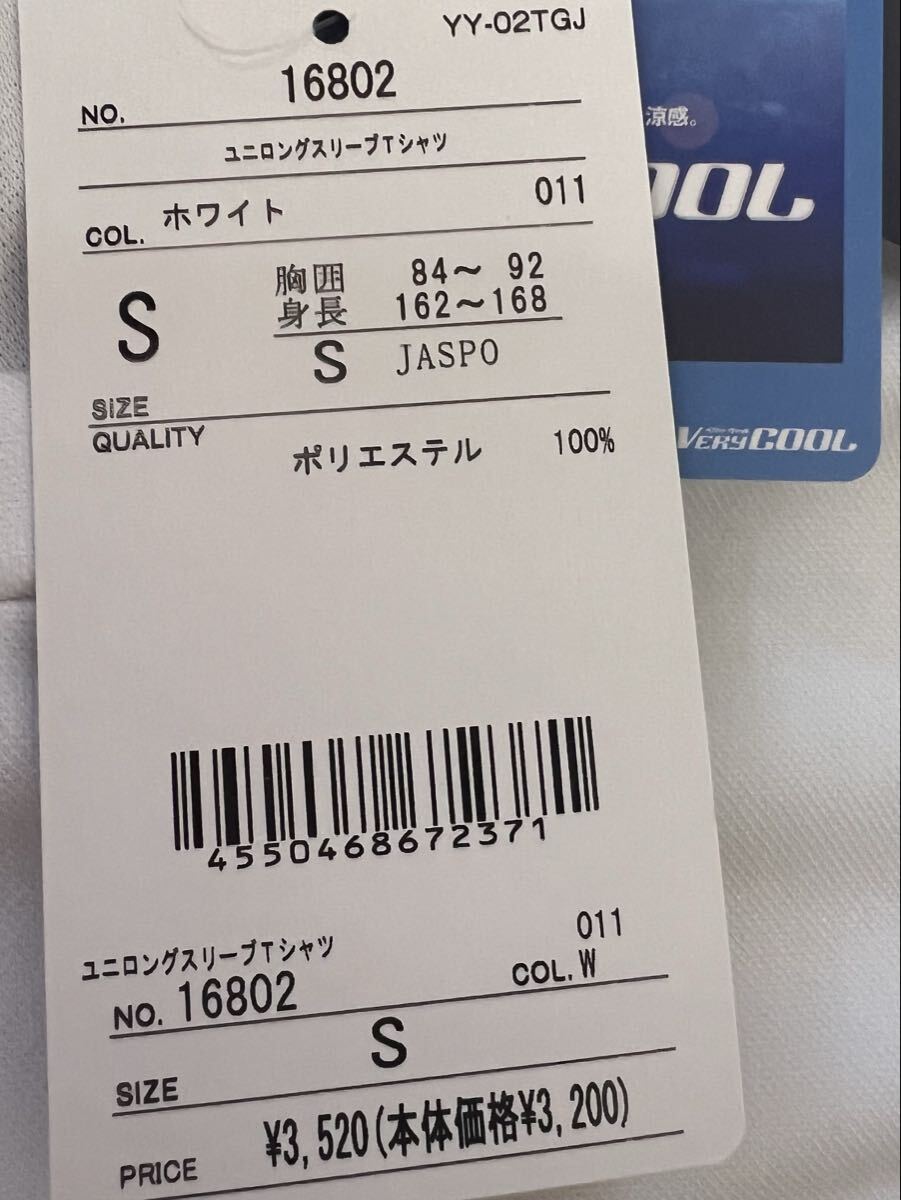 YY-02TGJ
NO. 16802
ユニロングスリーブTシャツ
COL. ホワイト 011
S 胸囲 84～ 92
身長 162～168
S JASPO
SIZE
QUALITY
ポリエステル 100%
4550468672371
ユニロングスリーブTシャツ 011
NO. 16802 COL. W
SIZE S
PRICE ¥3,520(本体価格¥3,200)
涼感。
OOL
VERYCOOL